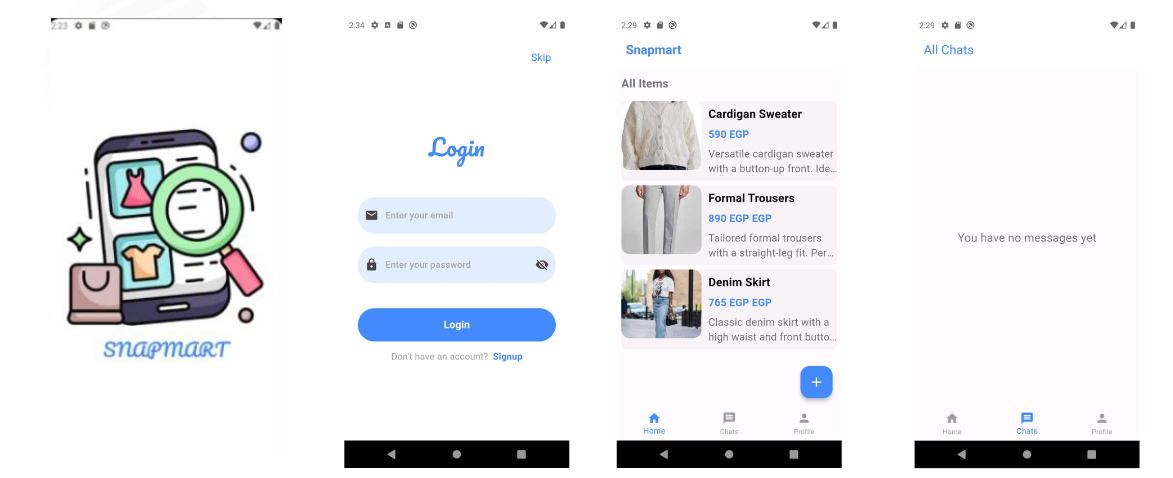 2:23
SNAPMART
2:34
Skip
Login
Enter your email
Enter your password
Login
Don't have an account? Signup
2:29
Snapmart
All Items
Cardigan Sweater
590 EGP
Versatile cardigan sweater
with a button-up front. Ide...
Formal Trousers
890 EGP EGP
Tailored formal trousers
with a straight-leg fit. Per...
Denim Skirt
765 EGP EGP
Classic denim skirt with a
high waist and front butto...
+
Home Chats Profile
2:29
All Chats
You have no messages yet
Home Chats Profile